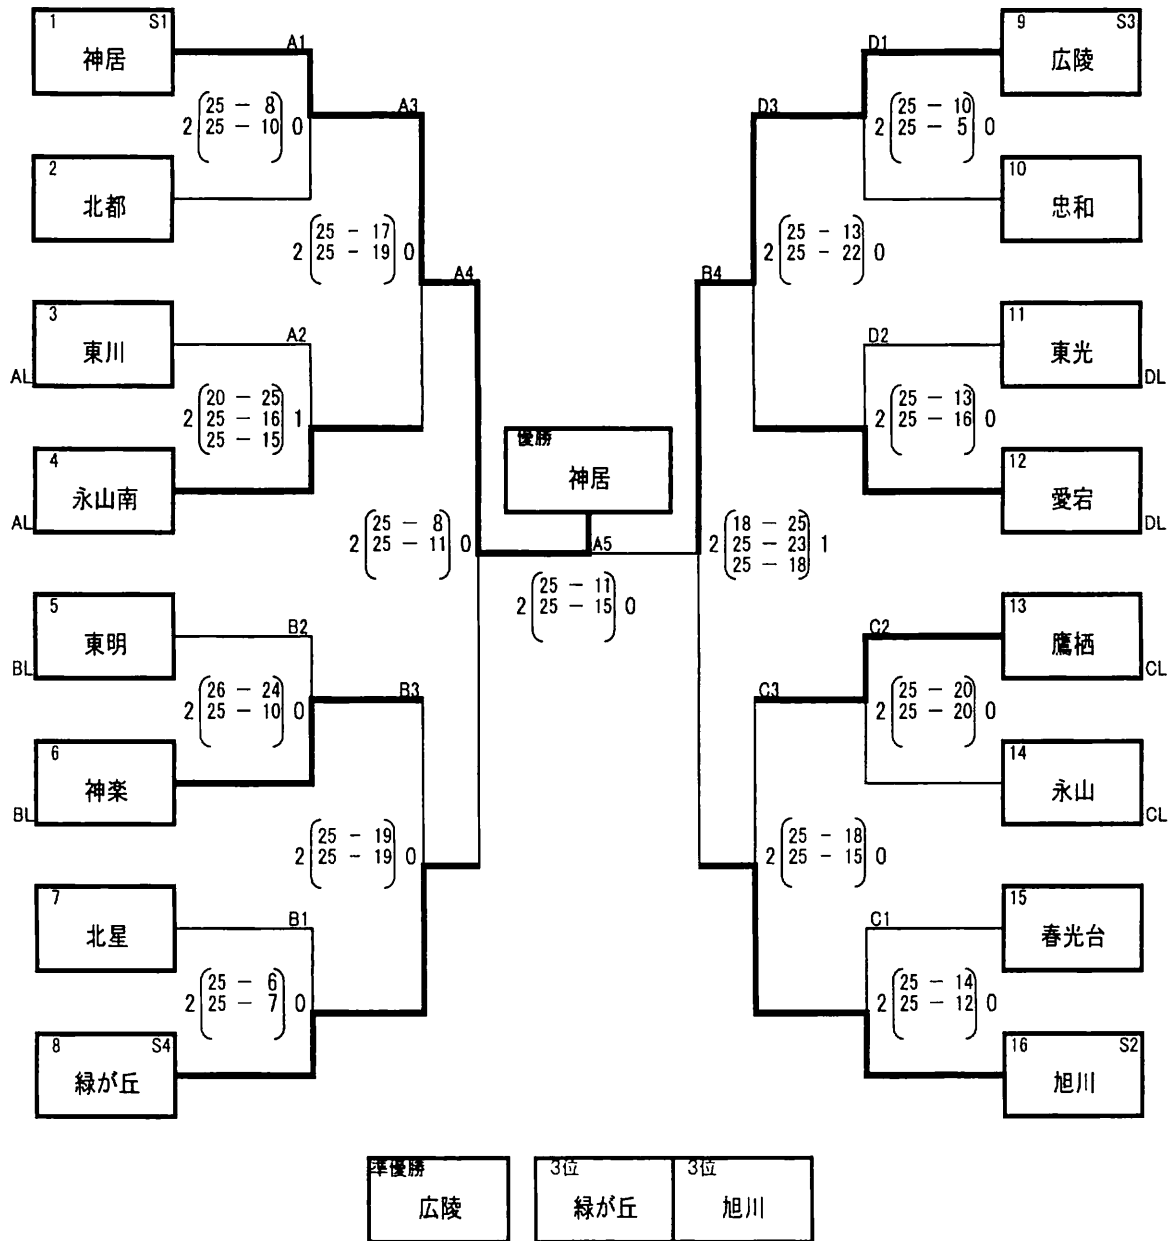 1 S1
神居
A1
2 25 - 8 0
25 - 10
A3
2
北都
2 25 - 17 0
25 - 19
A4
3
東川
AL
A2
2 20 - 25 1
25 - 16
25 - 15
4
永山南
AL
2 25 - 8 0
25 - 11
5
東明
BL
B2
2 26 - 24 0
25 - 10
B3
6
神楽
BL
2 25 - 19 0
25 - 19
7
北星
B1
2 25 - 6 0
25 - 7
8 S4
緑が丘
優勝
神居
A5
2 25 - 11 0
25 - 15
9 S3
広陵
D1
2 25 - 10 0
25 - 5
D3
10
忠和
2 25 - 13 0
25 - 22
B4
11
東光
DL
D2
2 25 - 13 0
25 - 16
12
愛宕
DL
2 18 - 25 1
25 - 23
25 - 18
13
鷹栖
CL
C2
2 25 - 20 0
25 - 20
C3
14
永山
CL
2 25 - 18 0
25 - 15
15
春光台
C1
2 25 - 14 0
25 - 12
16 S2
旭川
準優勝
広陵
3位
緑が丘
3位
旭川